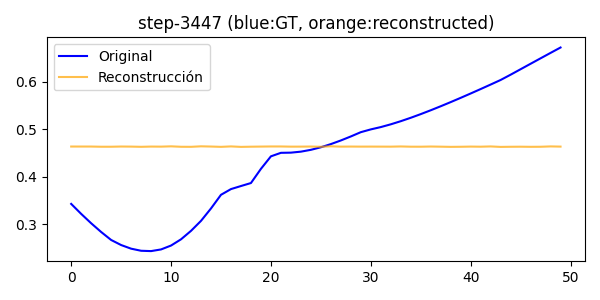 step-3447 (blue:GT, orange:reconstructed)
Original
Reconstrucción
0.6
0.5
0.4
0.3
0 10 20 30 40 50